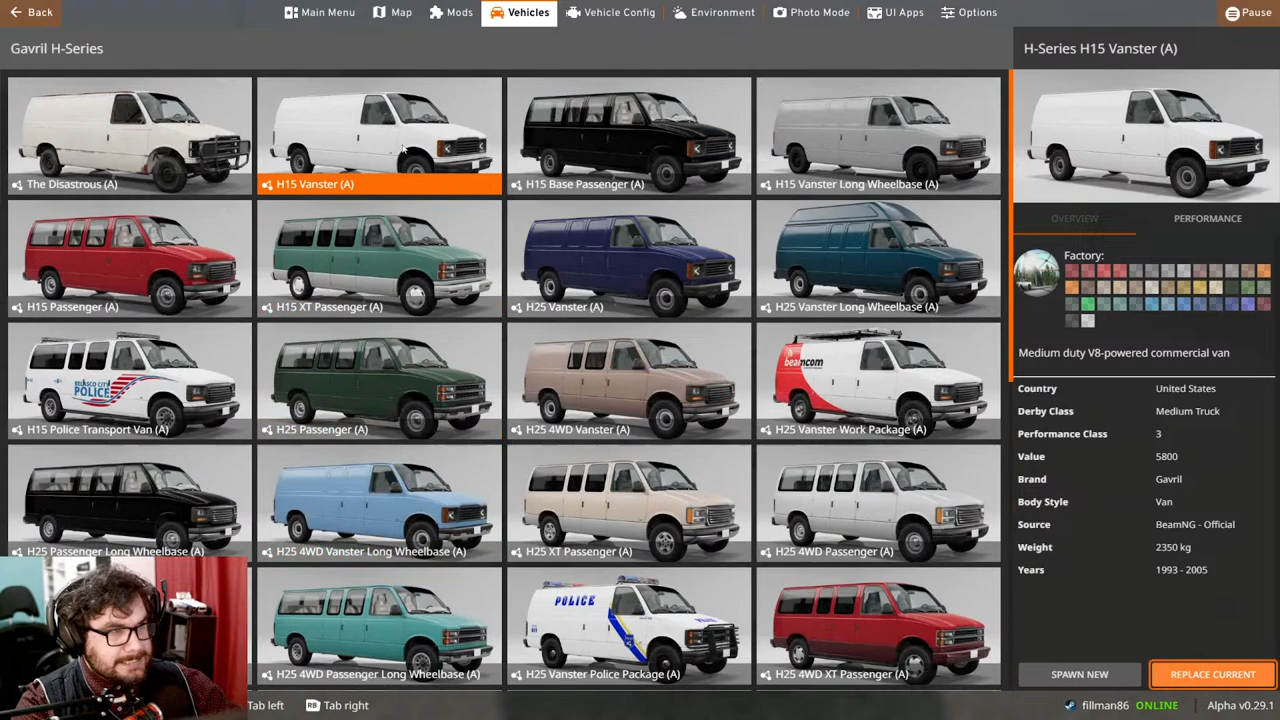 Back
Main Menu
Map
Mods
Vehicles
Vehicle Config
Environment
Photo Mode
UI Apps
Options
Pause
Gavril H-Series
H-Series H15 Vanster (A)
The Disastrous (A)
H15 Vanster (A)
H15 Base Passenger (A)
H15 Vanster Long Wheelbase (A)
H15 Passenger (A)
H15 XT Passenger (A)
H25 Vanster (A)
H25 Vanster Long Wheelbase (A)
BELASCO CITY
POLICE
beamcom
H15 Police Transport Van (A)
H25 Passenger (A)
H25 4WD Vanster (A)
H25 Vanster Work Package (A)
H25 Passenger Long Wheelbase (A)
H25 4WD Vanster Long Wheelbase (A)
H25 XT Passenger (A)
H25 4WD Passenger (A)
POLICE
H25 4WD Passenger Long Wheelbase (A)
H25 Vanster Police Package (A)
H25 4WD XT Passenger (A)
OVERVIEW
PERFORMANCE
Factory:
Medium duty V8-powered commercial van
Country United States
Derby Class Medium Truck
Performance Class 3
Value 5800
Brand Gavril
Body Style Van
Source BeamNG - Official
Weight 2350 kg
Years 1993 - 2005
SPAWN NEW
REPLACE CURRENT
Tab left
RB Tab right
fillman86 ONLINE
Alpha v0.29.1